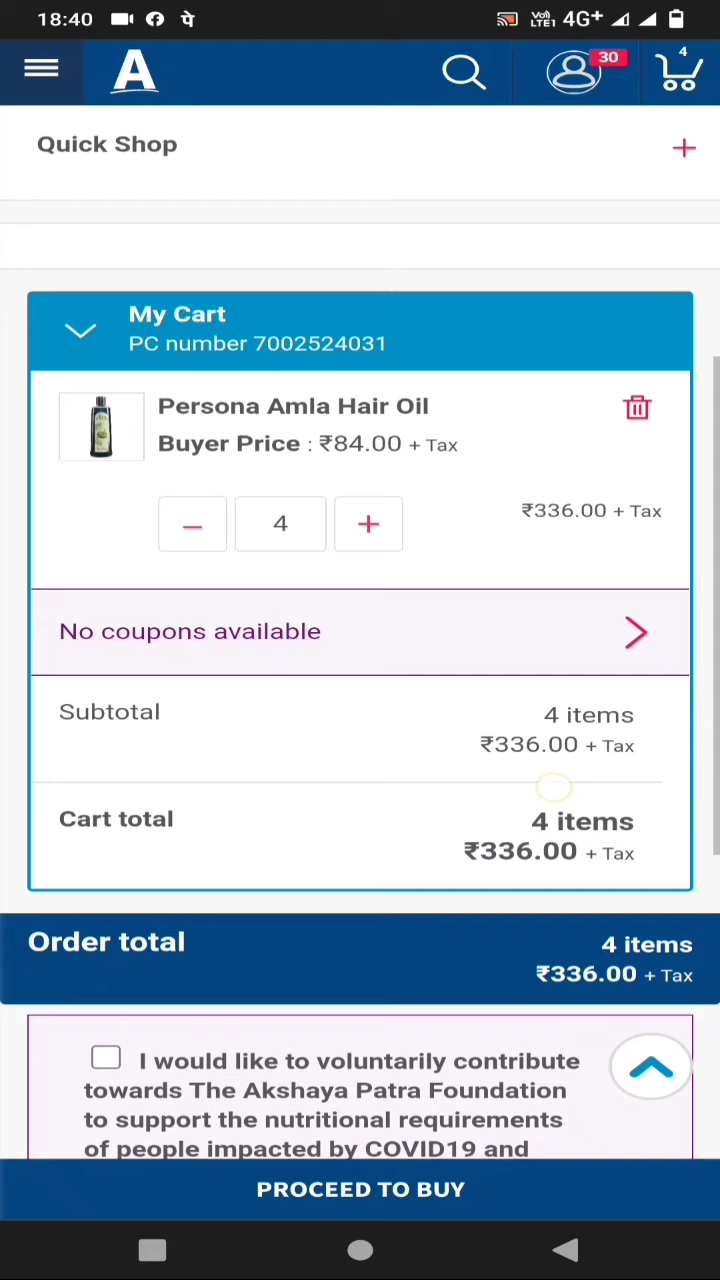 18:40 पे Vo) LTE1 4G+
A 30 4
Quick Shop
My Cart
PC number 7002524031
Persona Amla Hair Oil
Buyer Price : ₹84.00 + Tax
4
₹336.00 + Tax
No coupons available
Subtotal
4 items
₹336.00 + Tax
Cart total
4 items
₹336.00 + Tax
Order total
4 items
₹336.00 + Tax
I would like to voluntarily contribute
towards The Akshaya Patra Foundation
to support the nutritional requirements
of people impacted by COVID19 and
PROCEED TO BUY